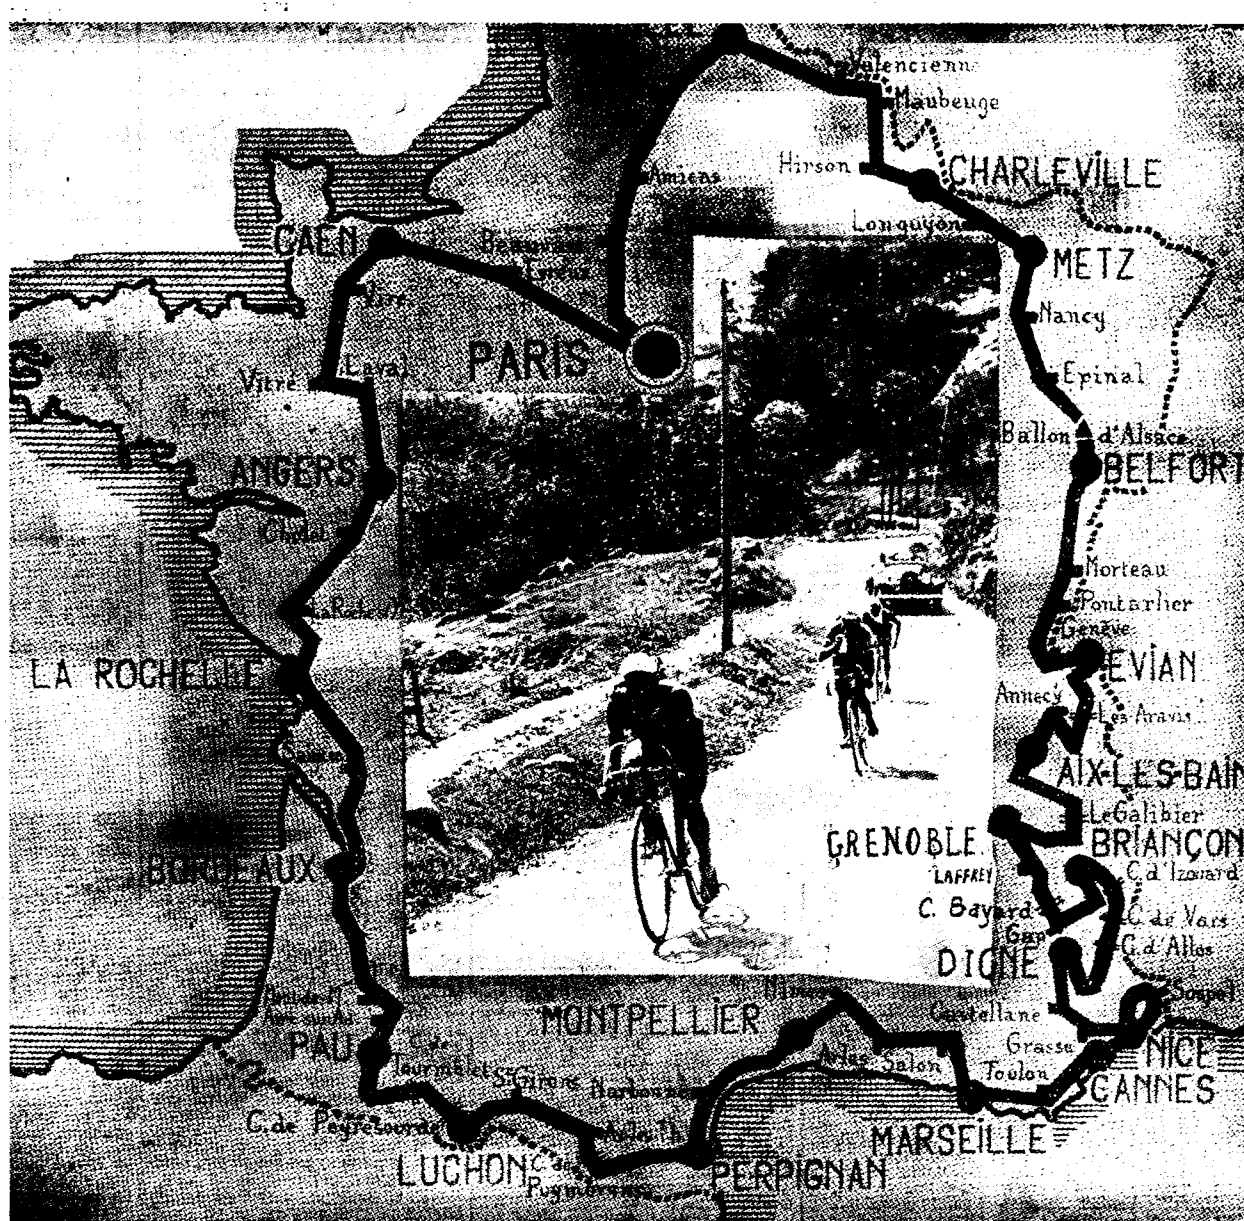 Maubeuge
Hirson
CHARLEVILLE
Amiens
Longuyon
CAEN
METZ
Vire
Nancy
PARIS
Laval
Vitré
Epinal
Ballon d'Alsace
BELFORT
ANGERS
Morteau
Pontarlier
Genève
LA ROCHELLE
EVIAN
Annecy
Les Aravis
AIX-LES-BAIN
Le Galibier
GRENOBLE
BRIANÇON
BORDEAUX
LAFFREY
C. d'Izoard
C. Bayard
C. de Vars
Gap
C. d. Allos
DIGNE
Sospel
MONTPELLIER
Castellane
PAU
Grasse
NICE
Arles
Salon
Toulon
CANNES
Tourmalet
St Girons
Narbonne
C. de Peyresourde
MARSEILLE
LUCHON
PERPIGNAN